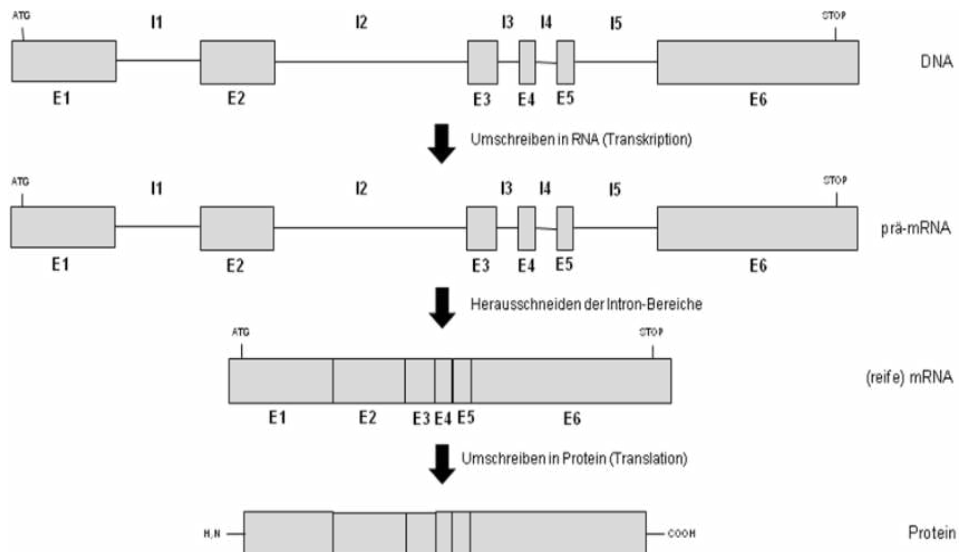 ATG I1 I2 I3 I4 I5 STOP
DNA
E1 E2 E3 E4 E5 E6
Umschreiben in RNA (Transkription)
ATG I1 I2 I3 I4 I5 STOP
prä-mRNA
E1 E2 E3 E4 E5 E6
Herausschneiden der Intron-Bereiche
ATG STOP
(reife) mRNA
E1 E2 E3 E4 E5 E6
Umschreiben in Protein (Translation)
H₂N COOH Protein